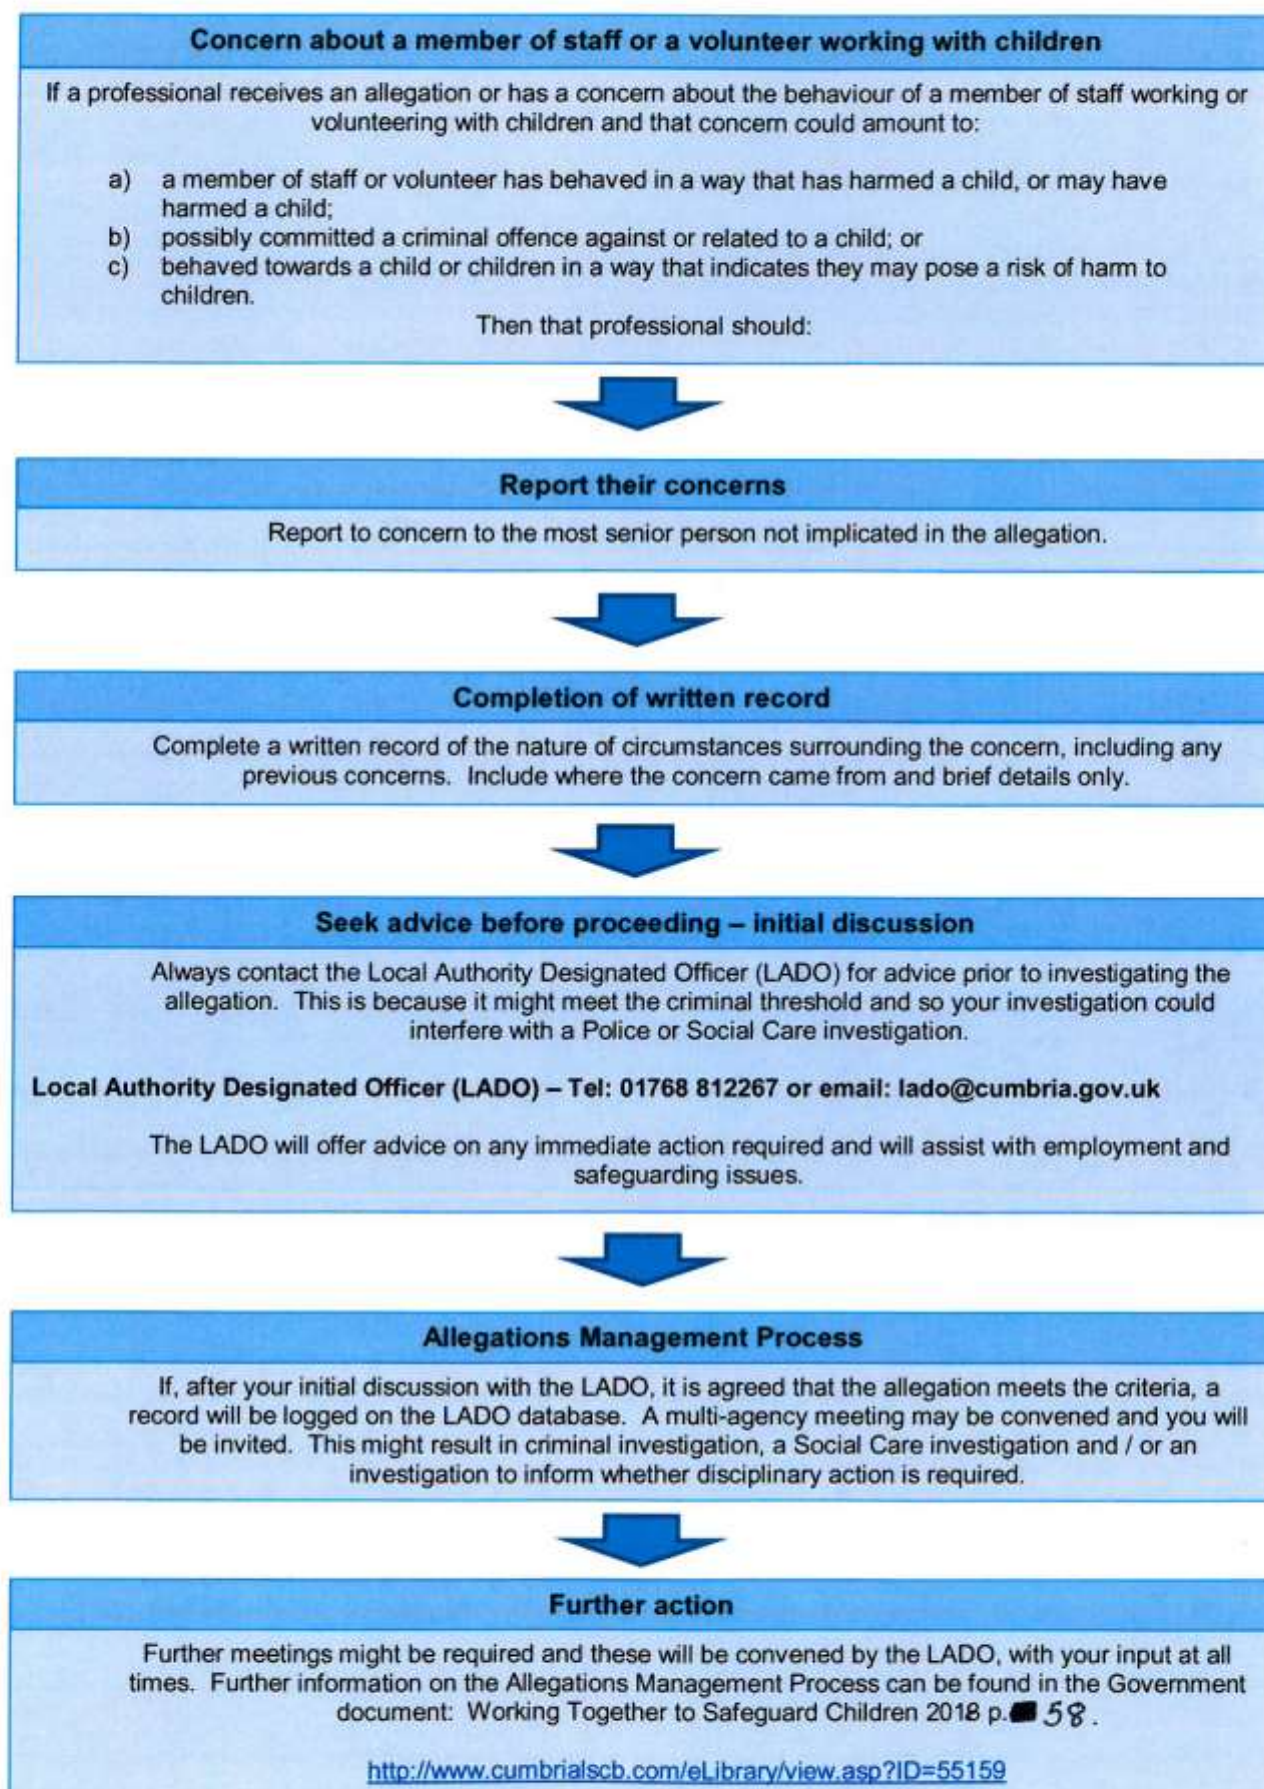 Concern about a member of staff or a volunteer working with children
If a professional receives an allegation or has a concern about the behaviour of a member of staff working or
volunteering with children and that concern could amount to:
a) a member of staff or volunteer has behaved in a way that has harmed a child, or may have
harmed a child;
b) possibly committed a criminal offence against or related to a child; or
c) behaved towards a child or children in a way that indicates they may pose a risk of harm to
children.
Then that professional should:
Report their concerns
Report to concern to the most senior person not implicated in the allegation.
Completion of written record
Complete a written record of the nature of circumstances surrounding the concern, including any
previous concerns. Include where the concern came from and brief details only.
Seek advice before proceeding – initial discussion
Always contact the Local Authority Designated Officer (LADO) for advice prior to investigating the
allegation. This is because it might meet the criminal threshold and so your investigation could
interfere with a Police or Social Care investigation.
Local Authority Designated Officer (LADO) – Tel: 01768 812267 or email: lado@cumbria.gov.uk
The LADO will offer advice on any immediate action required and will assist with employment and
safeguarding issues.
Allegations Management Process
If, after your initial discussion with the LADO, it is agreed that the allegation meets the criteria, a
record will be logged on the LADO database. A multi-agency meeting may be convened and you will
be invited. This might result in criminal investigation, a Social Care investigation and / or an
investigation to inform whether disciplinary action is required.
Further action
Further meetings might be required and these will be convened by the LADO, with your input at all
times. Further information on the Allegations Management Process can be found in the Government
document: Working Together to Safeguard Children 2018 p. 58.
http://www.cumbrialscb.com/eLibrary/view.asp?ID=55159